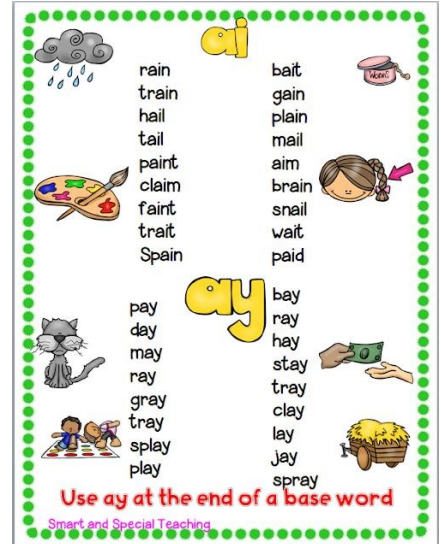 ai
rain
train
hail
tail
paint
claim
faint
trait
Spain
bait
gain
plain
mail
aim
brain
snail
wait
paid
Worms
ay
pay
day
may
ray
gray
tray
splay
play
bay
ray
hay
stay
tray
clay
lay
jay
spray
Use ay at the end of a base word
Smart and Special Teaching